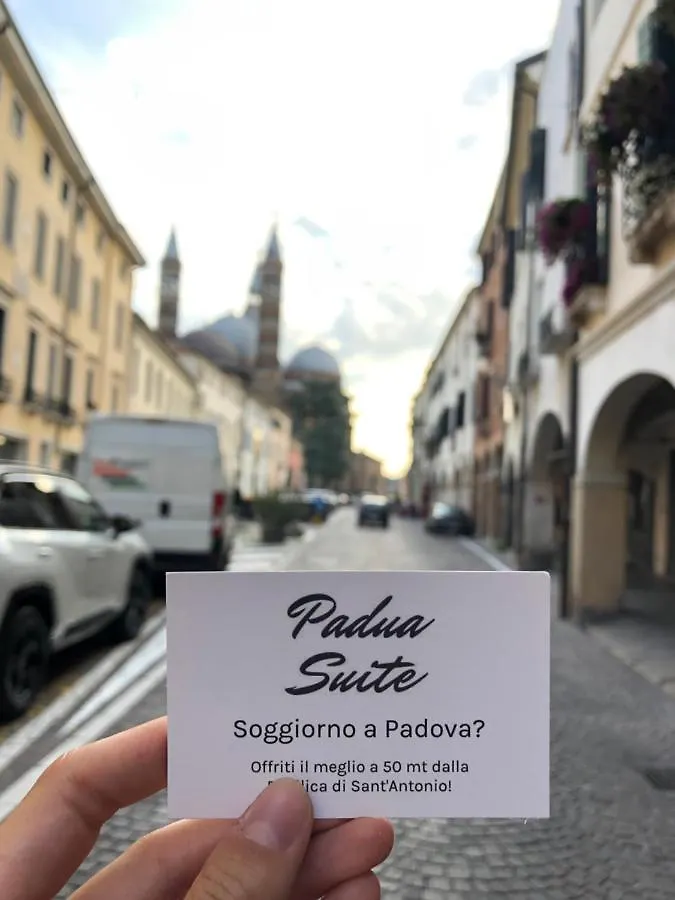 Padua
Suite
Soggiorno a Padova?
Offriti il meglio a 50 mt dalla
di Sant'Antonio!